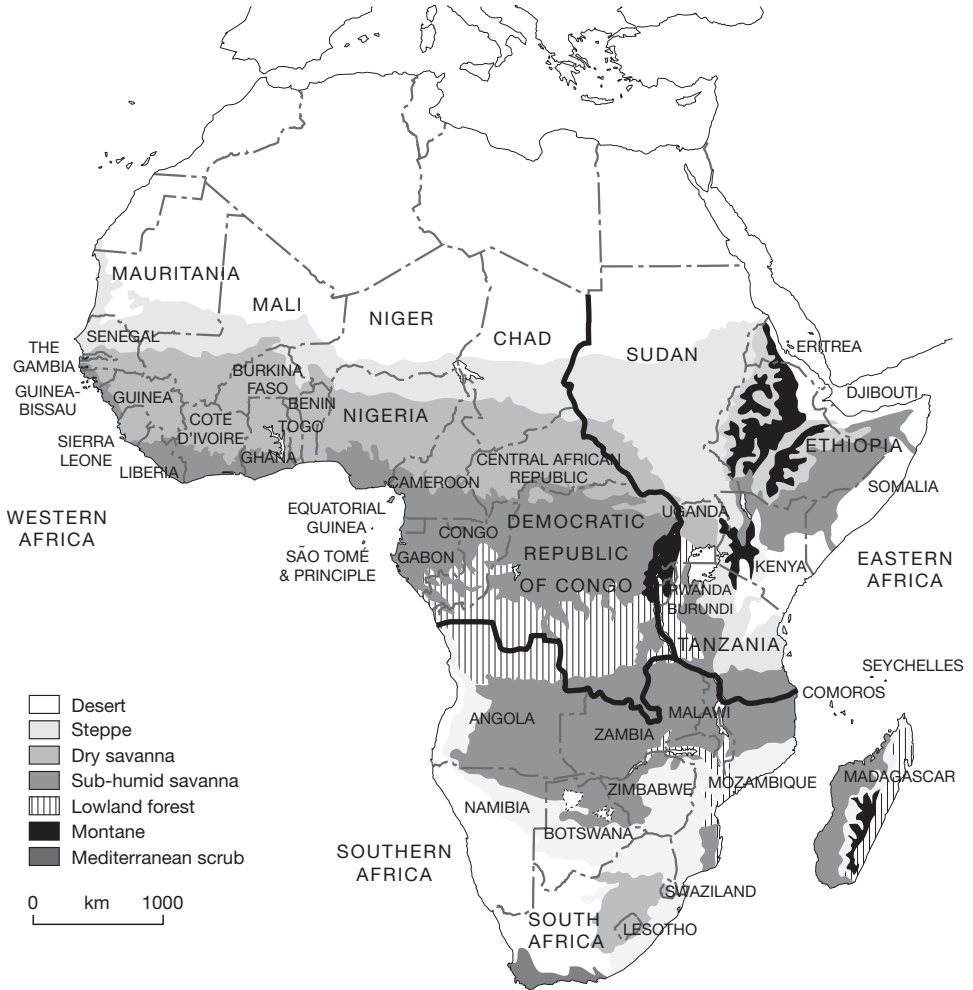 MAURITANIA
MALI
NIGER
CHAD
SUDAN
ERITREA
SENEGAL
THE
GAMBIA
GUINEA-
BISSAU
GUINEA
BURKINA
FASO
BENIN
NIGERIA
DJIBOUTI
COTE
D'IVOIRE
TOGO
GHANA
SIERRA
LEONE
LIBERIA
CAMEROON
CENTRAL AFRICAN
REPUBLIC
ETHIOPIA
SOMALIA
WESTERN
AFRICA
EQUATORIAL
GUINEA
SÃO TOMÉ
& PRINCIPLE
CONGO
GABON
DEMOCRATIC
REPUBLIC
OF CONGO
UGANDA
KENYA
RWANDA
BURUNDI
TANZANIA
EASTERN
AFRICA
SEYCHELLES
COMOROS
ANGOLA
ZAMBIA
MALAWI
MOZAMBIQUE
MADAGASCAR
NAMIBIA
ZIMBABWE
BOTSWANA
SOUTHERN
AFRICA
SWAZILAND
SOUTH
AFRICA
LESOTHO
Desert
Steppe
Dry savanna
Sub-humid savanna
Lowland forest
Montane
Mediterranean scrub
0 km 1000